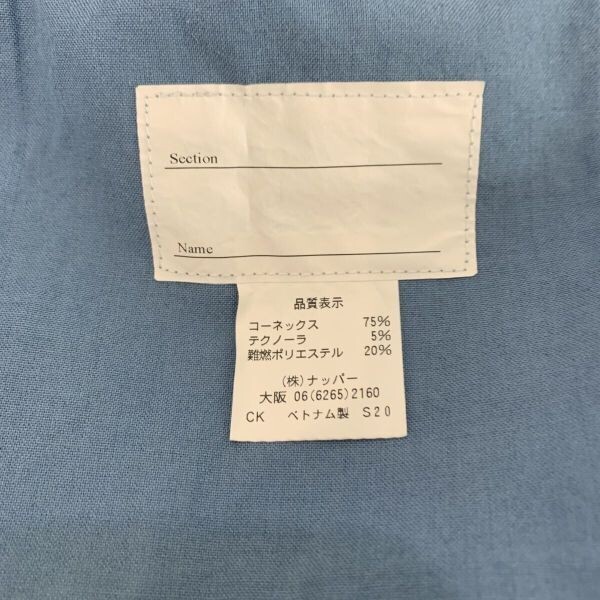 Section
Name
品質表示
コーネックス 75%
テクノーラ 5%
難燃ポリエステル 20%
(株)ナッパー
大阪 06(6265)2160
CK ベトナム製 S20